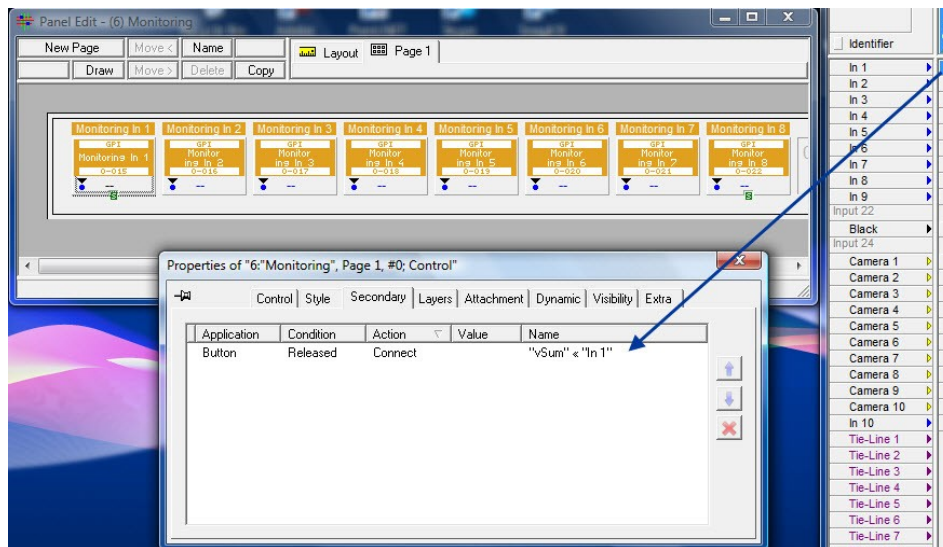 Panel Edit - (6) Monitoring
New Page Move < Name
Draw Move > Delete Copy
Layout Page 1
Monitoring In 1 Monitoring In 2 Monitoring In 3 Monitoring In 4 Monitoring In 5 Monitoring In 6 Monitoring In 7 Monitoring In 8
GPI GPI GPI GPI GPI GPI GPI GPI
Monitoring In 1 Monitor Monitor Monitor Monitor Monitor Monitor Monitor
ing In 2 ing In 3 ing In 4 ing In 5 ing In 6 ing In 7 ing In 8
0-015 0-016 0-017 0-018 0-019 0-020 0-021 0-022
-- -- -- -- -- -- -- --
S S
Properties of "6:"Monitoring", Page 1, #0; Control"
Control Style Secondary Layers Attachment Dynamic Visibility Extra
Application Condition Action Value Name
Button Released Connect "vSum" « "In 1"
Identifier
In 1
In 2
In 3
In 4
In 5
In 6
In 7
In 8
In 9
Input 22
Black
Input 24
Camera 1
Camera 2
Camera 3
Camera 4
Camera 5
Camera 6
Camera 7
Camera 8
Camera 9
Camera 10
In 10
Tie-Line 1
Tie-Line 2
Tie-Line 3
Tie-Line 4
Tie-Line 5
Tie-Line 6
Tie-Line 7